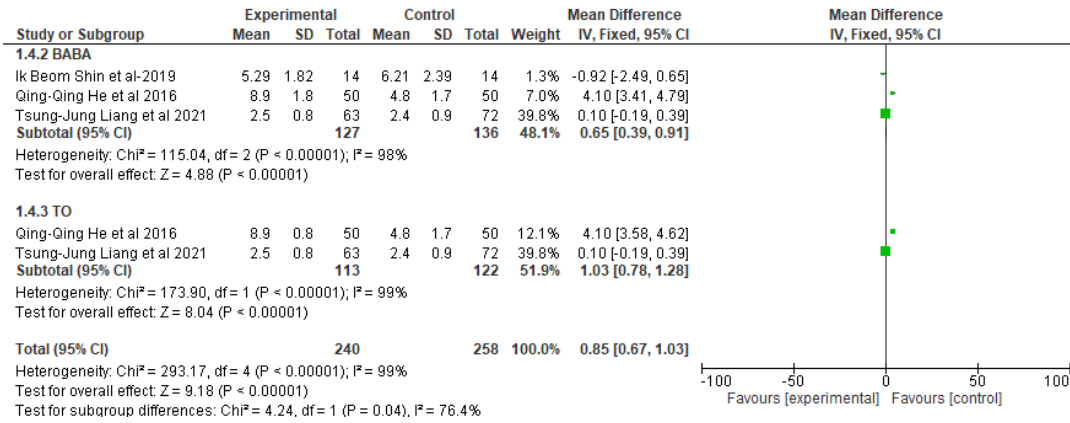 Experimental Control Mean Difference Mean Difference
Study or Subgroup Mean SD Total Mean SD Total Weight IV, Fixed, 95% CI IV, Fixed, 95% CI
1.4.2 BABA
Ik Beom Shin et al-2019 5.29 1.82 14 6.21 2.39 14 1.3% -0.92 [-2.49, 0.65]
Qing-Qing He et al 2016 8.9 1.8 50 4.8 1.7 50 7.0% 4.10 [3.41, 4.79]
Tsung-Jung Liang et al 2021 2.5 0.8 63 2.4 0.9 72 39.8% 0.10 [-0.19, 0.39]
Subtotal (95% CI) 127 136 48.1% 0.65 [0.39, 0.91]
Heterogeneity: Chi² = 115.04, df = 2 (P < 0.00001); I² = 98%
Test for overall effect: Z = 4.88 (P < 0.00001)
1.4.3 TO
Qing-Qing He et al 2016 8.9 0.8 50 4.8 1.7 50 12.1% 4.10 [3.58, 4.62]
Tsung-Jung Liang et al 2021 2.5 0.8 63 2.4 0.9 72 39.8% 0.10 [-0.19, 0.39]
Subtotal (95% CI) 113 122 51.9% 1.03 [0.78, 1.28]
Heterogeneity: Chi² = 173.90, df = 1 (P < 0.00001); I² = 99%
Test for overall effect: Z = 8.04 (P < 0.00001)
Total (95% CI) 240 258 100.0% 0.85 [0.67, 1.03]
Heterogeneity: Chi² = 293.17, df = 4 (P < 0.00001); I² = 99%
Test for overall effect: Z = 9.18 (P < 0.00001)
Test for subgroup differences: Chi² = 4.24, df = 1 (P = 0.04), I² = 76.4%
-100 -50 0 50 100
Favours [experimental] Favours [control]